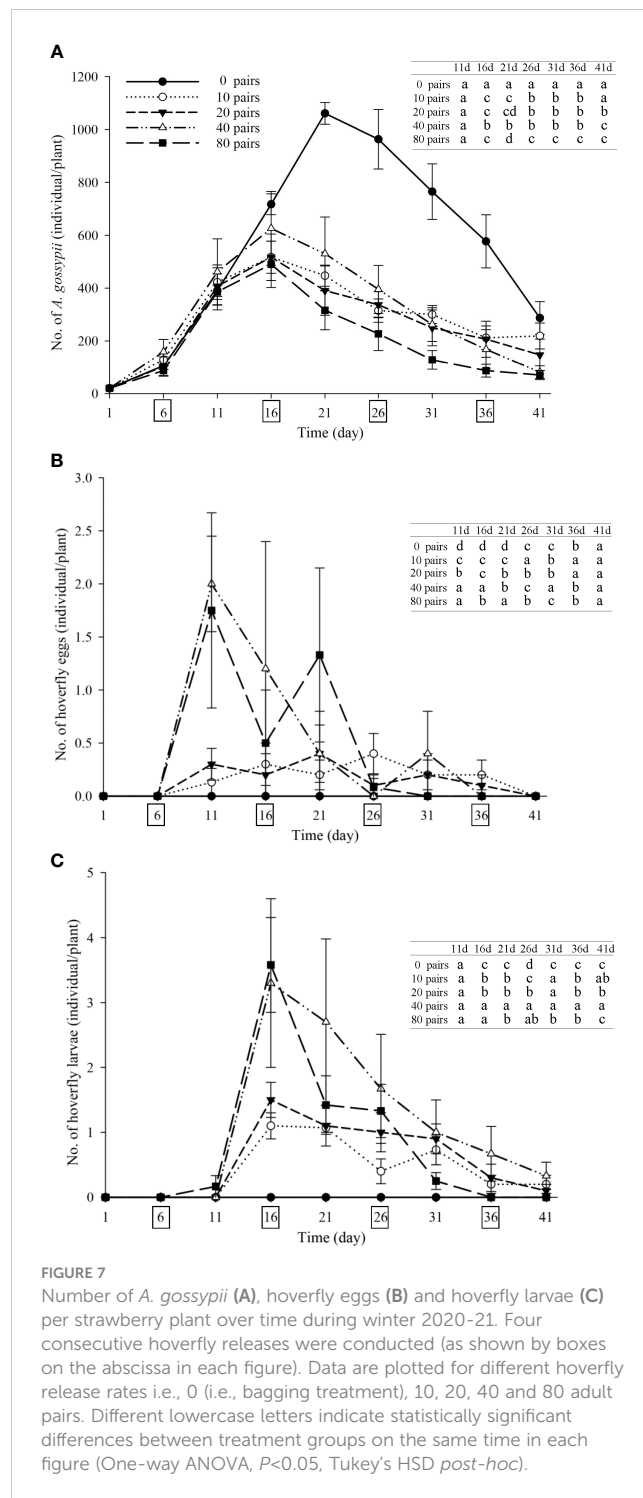 A
0 pairs
10 pairs
20 pairs
40 pairs
80 pairs
11d 16d 21d 26d 31d 36d 41d
0 pairs a a a a a a a
10 pairs a c c b b b a
20 pairs a c cd b b b b
40 pairs a b b b b b c
80 pairs a c d c c c c
No. of A. gossypii (individual/plant)
1200
1000
800
600
400
200
0
1 6 11 16 21 26 31 36 41
Time (day)
B
11d 16d 21d 26d 31d 36d 41d
0 pairs d d d c c b a
10 pairs c c c a b a a
20 pairs b c b b b a a
40 pairs a a b c a b a
80 pairs a b a b c b a
No. of hoverfly eggs (individual/plant)
3.0
2.5
2.0
1.5
1.0
0.5
0.0
1 6 11 16 21 26 31 36 41
Time (day)
C
11d 16d 21d 26d 31d 36d 41d
0 pairs a c c d c c c
10 pairs a b b c a b ab
20 pairs a b b b a b b
40 pairs a a a a a a a
80 pairs a a b ab b b c
No. of hoverfly larvae (individual/plant)
5
4
3
2
1
0
1 6 11 16 21 26 31 36 41
Time (day)
FIGURE 7
Number of A. gossypii (A), hoverfly eggs (B) and hoverfly larvae (C)
per strawberry plant over time during winter 2020-21. Four
consecutive hoverfly releases were conducted (as shown by boxes
on the abscissa in each figure). Data are plotted for different hoverfly
release rates i.e., 0 (i.e., bagging treatment), 10, 20, 40 and 80 adult
pairs. Different lowercase letters indicate statistically significant
differences between treatment groups on the same time in each
figure (One-way ANOVA, P<0.05, Tukey's HSD post-hoc).